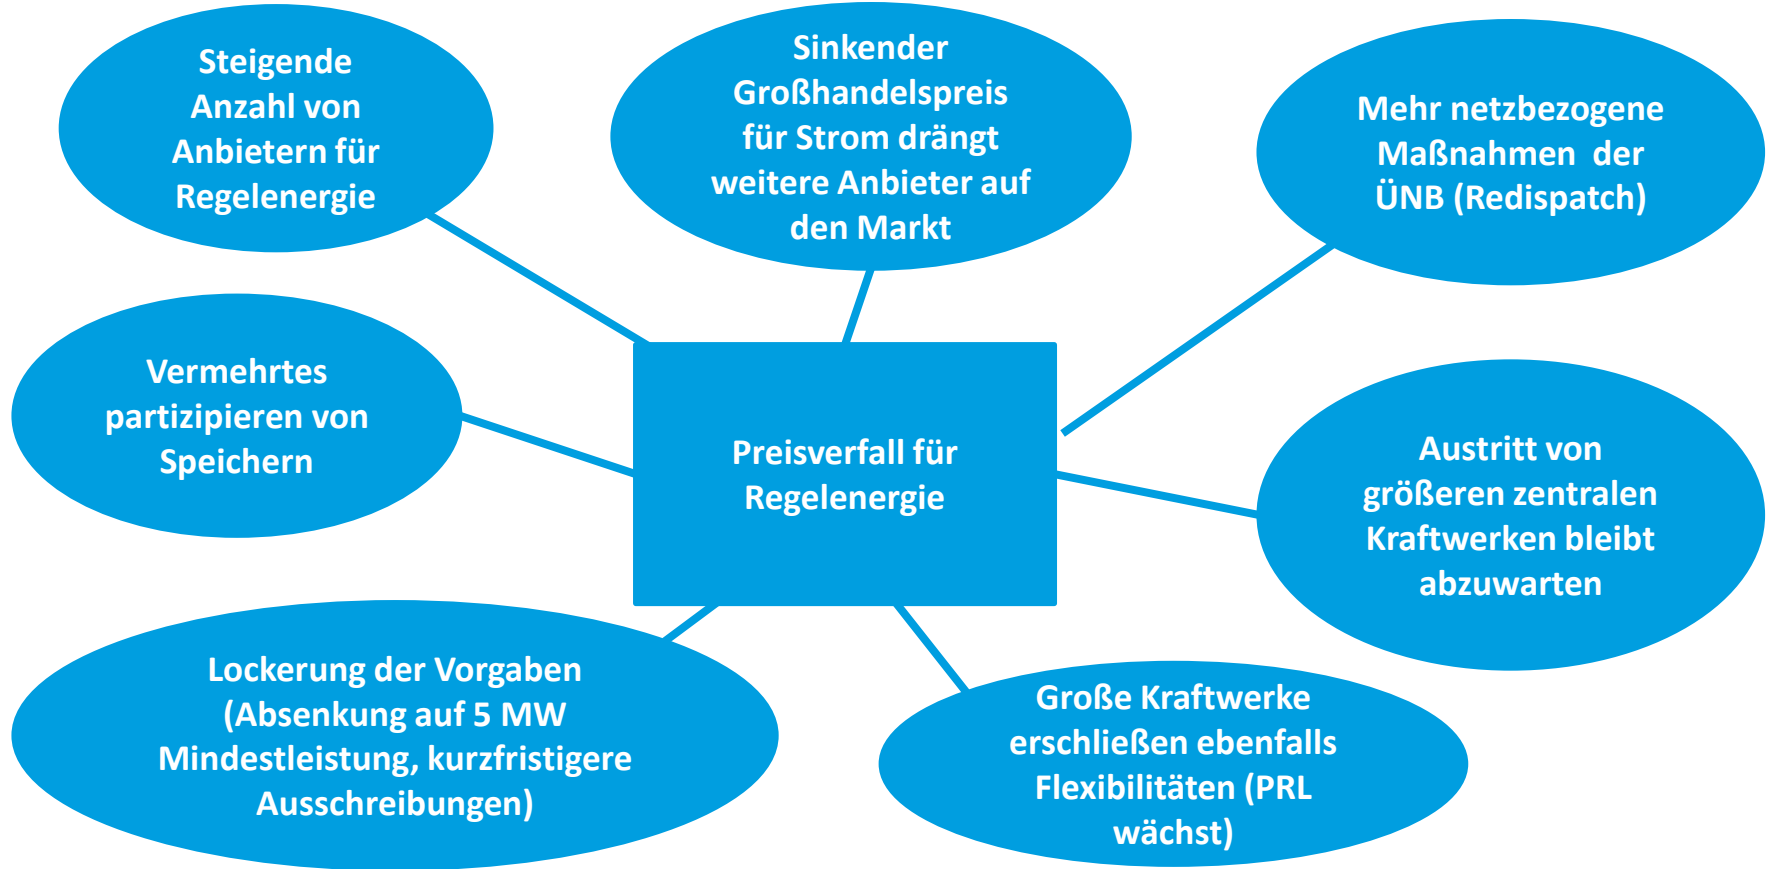 Steigende
Anzahl von
Anbietern für
Regelenergie
Sinkender
Großhandelspreis
für Strom drängt
weitere Anbieter auf
den Markt
Mehr netzbezogene
Maßnahmen der
ÜNB (Redispatch)
Vermehrtes
partizipieren von
Speichern
Preisverfall für
Regelenergie
Austritt von
größeren zentralen
Kraftwerken bleibt
abzuwarten
Lockerung der Vorgaben
(Absenkung auf 5 MW
Mindestleistung, kurzfristigere
Ausschreibungen)
Große Kraftwerke
erschließen ebenfalls
Flexibilitäten (PRL
wächst)